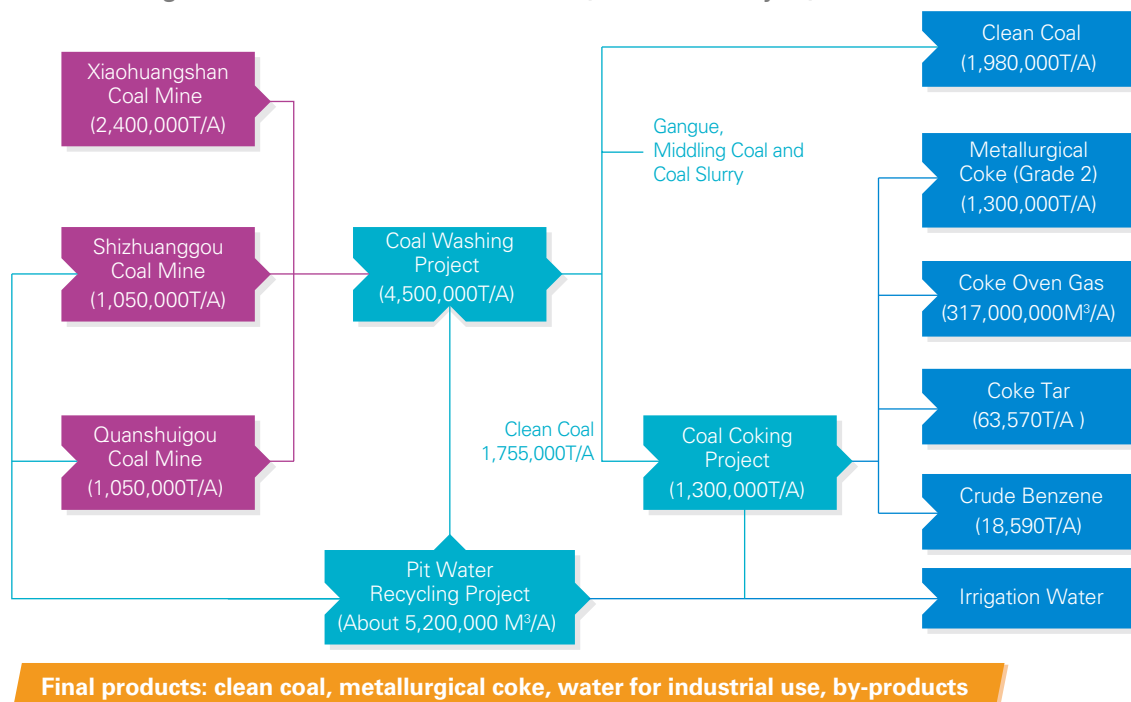 Xiaohuangshan
Coal Mine
(2,400,000T/A)
Shizhuanggou
Coal Mine
(1,050,000T/A)
Quanshuigou
Coal Mine
(1,050,000T/A)
Coal Washing
Project
(4,500,000T/A)
Gangue,
Middling Coal and
Coal Slurry
Clean Coal
1,755,000T/A
Coal Coking
Project
(1,300,000T/A)
Pit Water
Recycling Project
(About 5,200,000 M³/A)
Clean Coal
(1,980,000T/A)
Metallurgical
Coke (Grade 2)
(1,300,000T/A)
Coke Oven Gas
(317,000,000M³/A)
Coke Tar
(63,570T/A )
Crude Benzene
(18,590T/A)
Irrigation Water
Final products: clean coal, metallurgical coke, water for industrial use, by-products